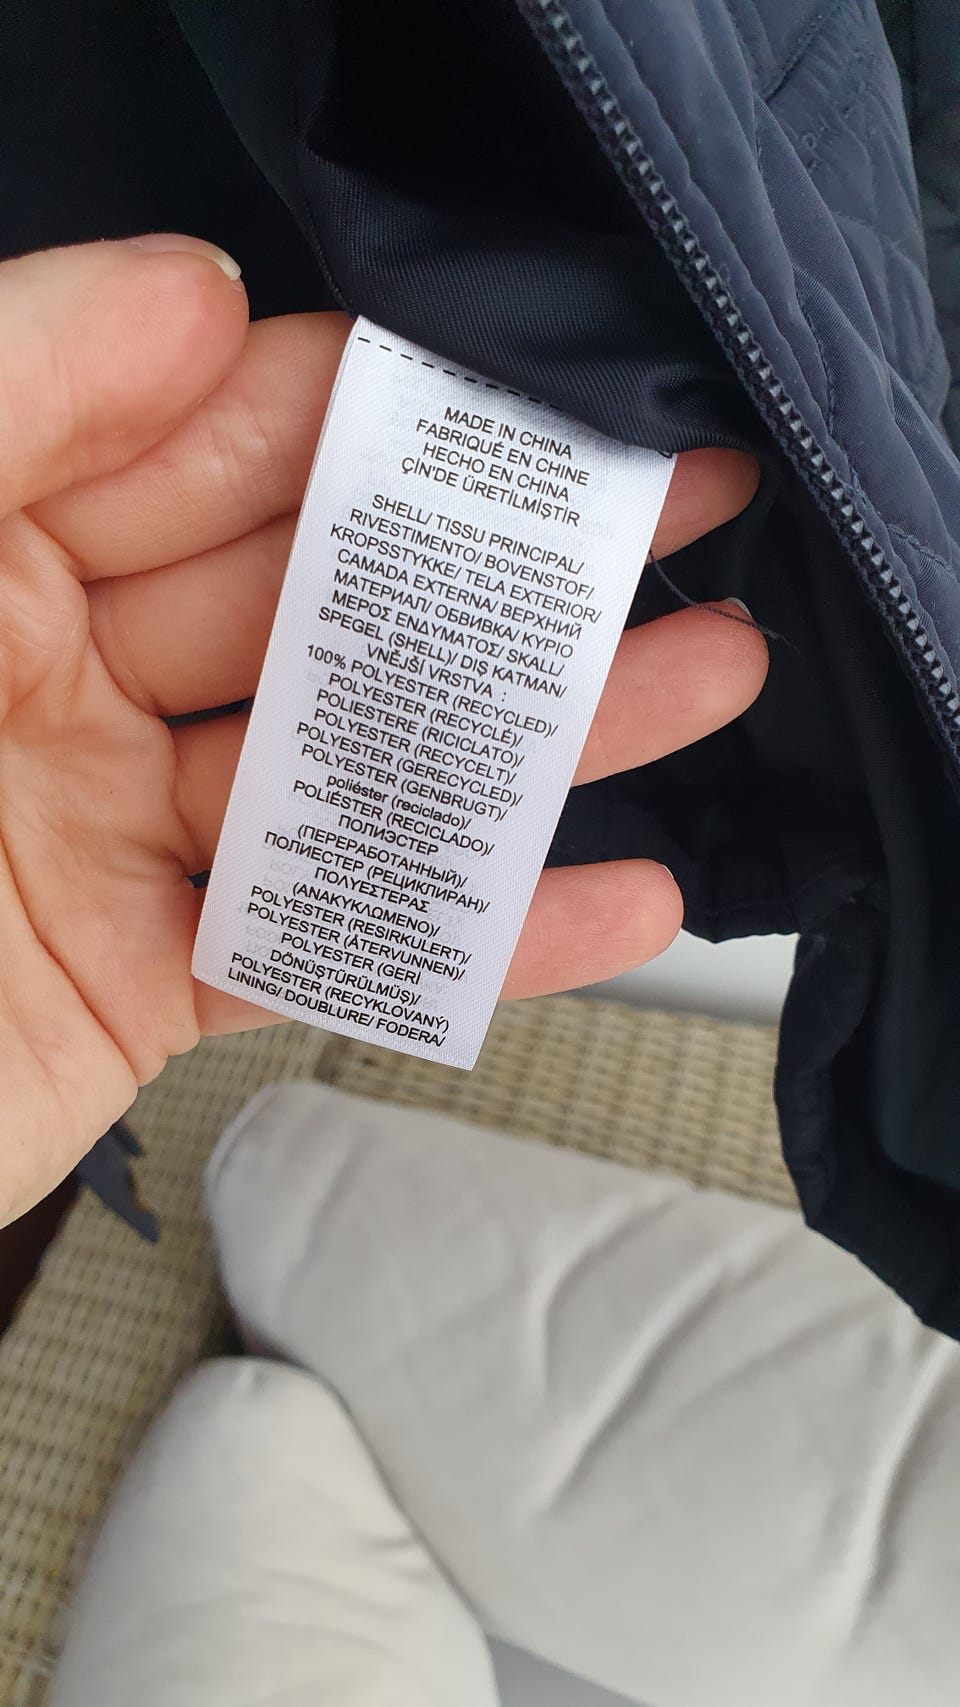 MADE IN CHINA
FABRIQUÉ EN CHINE
HECHO EN CHINA
ÇİN'DE ÜRETİLMİŞTİR
SHELL/ TISSU PRINCIPAL/
RIVESTIMENTO/ BOVENSTOF/
KROPSSTYKKE/ TELA EXTERIOR/
CAMADA EXTERNA/ ВЕРХНИЙ
МАТЕРИАЛ/ ОБВИВКА/ ΚΥΡΙΟ
ΜΕΡΟΣ ΕΝΔΥΜΑΤΟΣ/ SKALL/
SPEGEL (SHELL)/ DIŞ KATMAN/
VNĚJŠÍ VRSTVA :
100% POLYESTER (RECYCLED)/
POLYESTER (RECYCLÉ)/
POLIESTERE (RICICLATO)/
POLYESTER (RECYCELT)/
POLYESTER (GERECYCLED)/
POLYESTER (GENBRUGT)/
poliéster (reciclado)/
POLIÉSTER (RECICLADO)/
ПОЛИЭСТЕР
(ПЕРЕРАБОТАННЫЙ)/
ПОЛИЕСТЕР (РЕЦИКЛИРАН)/
ΠΟΛΥΕΣΤΕΡΑΣ
(ΑΝΑΚΥΚΛΩΜΕΝΟ)/
POLYESTER (RESIRKULERT)/
POLYESTER (ÅTERVUNNEN)/
POLYESTER (GERİ
DÖNÜŞTÜRÜLMÜŞ)/
POLYESTER (RECYKLOVANÝ)
LINING/ DOUBLURE/ FODERA/